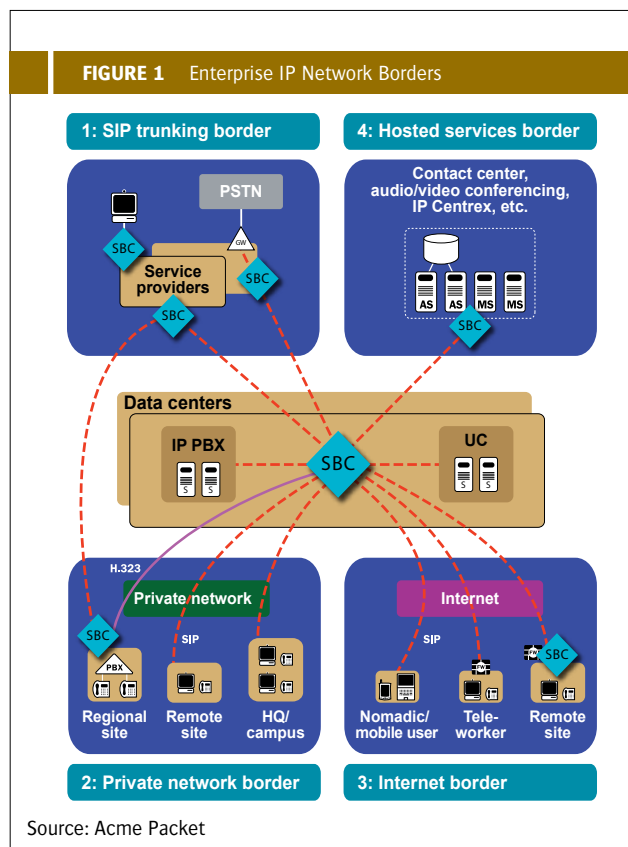 FIGURE 1 Enterprise IP Network Borders
1: SIP trunking border
4: Hosted services border
PSTN
GW
SBC
Service
providers
SBC
SBC
Contact center,
audio/video conferencing,
IP Centrex, etc.
AS AS MS MS
SBC
Data centers
IP PBX
S S
SBC
UC
S S
H.323
Private network
SIP
SBC
PBX
Regional
site
Remote
site
HQ/
campus
Internet
SIP
FW
FW
SBC
Nomadic/
mobile user
Tele-
worker
Remote
site
2: Private network border
3: Internet border
Source: Acme Packet